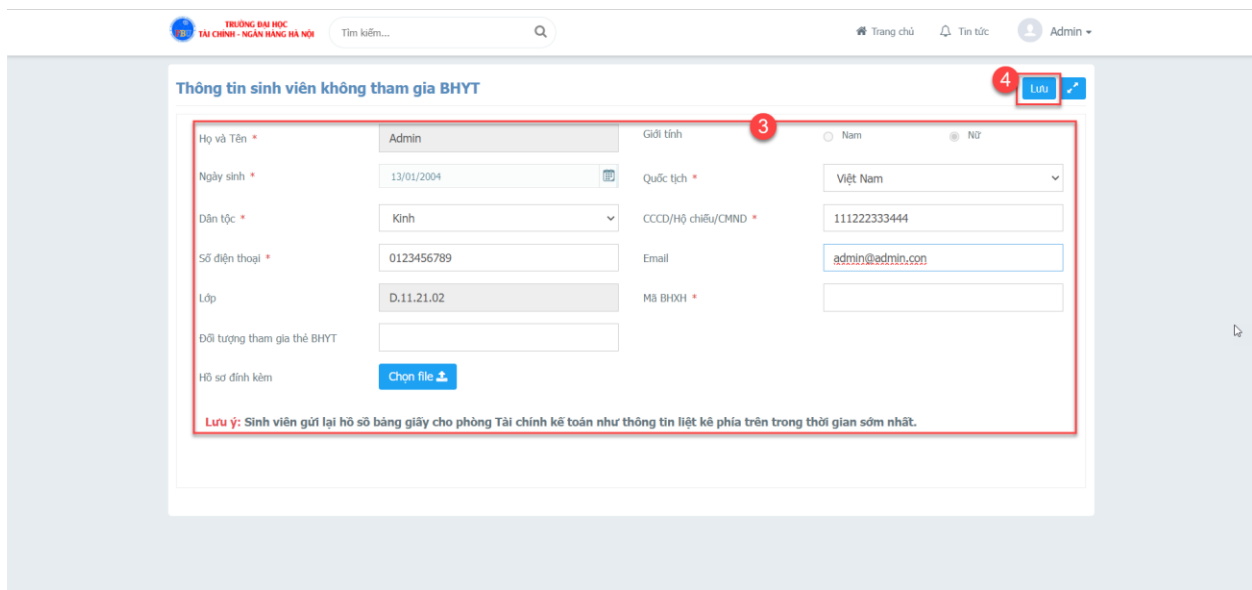 TRƯỜNG ĐẠI HỌC
TÀI CHÍNH - NGÂN HÀNG HÀ NỘI
FBU
Tìm kiếm...
Trang chủ
Tin tức
Admin
Thông tin sinh viên không tham gia BHYT
4
Lưu
3
Họ và Tên *
Admin
Giới tính
Nam
Nữ
Ngày sinh *
13/01/2004
Quốc tịch *
Việt Nam
Dân tộc *
Kinh
CCCD/Hộ chiếu/CMND *
111222333444
Số điện thoại *
0123456789
Email
admin@admin.con
Lớp
D.11.21.02
Mã BHXH *
Đối tượng tham gia thẻ BHYT
Hồ sơ đính kèm
Chọn file
Lưu ý: Sinh viên gửi lại hồ sồ bảng giấy cho phòng Tài chính kế toán như thông tin liệt kê phía trên trong thời gian sớm nhất.